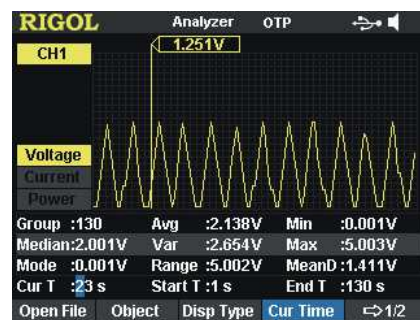 RIGOL Analyzer OTP
CH1
1.251V
Voltage
Current
Power
Group :130 Avg :2.138V Min :0.001V
Median:2.001V Var :2.654V Max :5.003V
Mode :0.001V Range :5.002V MeanD:1.411V
Cur T :23 s Start T :1 s End T :130 s
Open File Object Disp Type Cur Time ⇨1/2